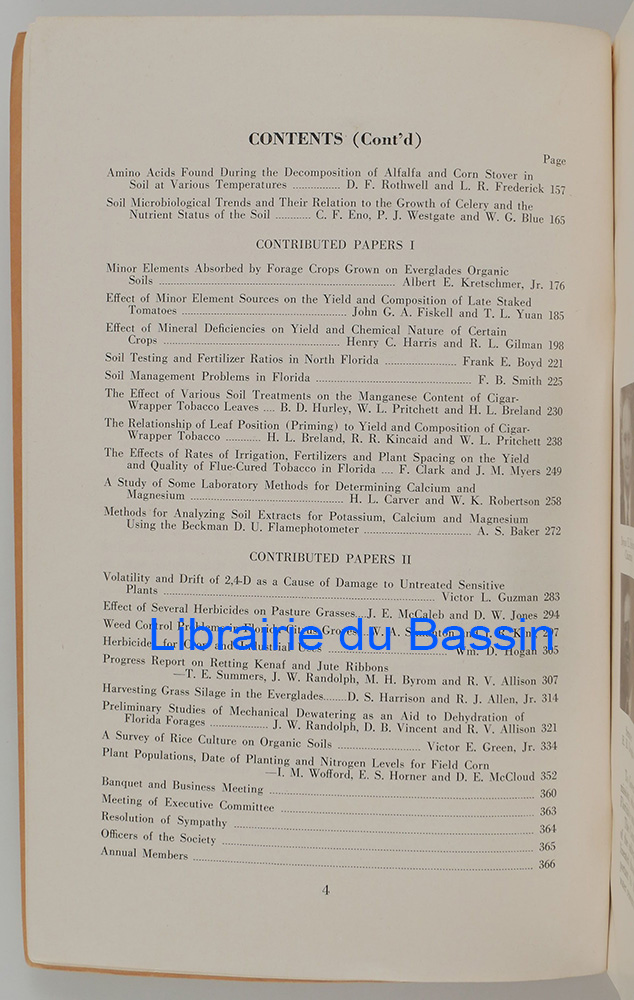 CONTENTS (Cont'd)
Page
Amino Acids Found During the Decomposition of Alfalfa and Corn Stover in
Soil at Various Temperatures ................ D. F. Rothwell and L. R. Frederick 157
Soil Microbiological Trends and Their Relation to the Growth of Celery and the
Nutrient Status of the Soil ............ C. F. Eno, P. J. Westgate and W. G. Blue 165
CONTRIBUTED PAPERS I
Minor Elements Absorbed by Forage Crops Grown on Everglades Organic
Soils ................ Albert E. Kretschmer, Jr. 176
Effect of Minor Element Sources on the Yield and Composition of Late Staked
Tomatoes ................ John G. A. Fiskell and T. L. Yuan 185
Effect of Mineral Deficiencies on Yield and Chemical Nature of Certain
Crops ................ Henry C. Harris and R. L. Gilman 198
Soil Testing and Fertilizer Ratios in North Florida ................ Frank E. Boyd 221
Soil Management Problems in Florida ................ F. B. Smith 225
The Effect of Various Soil Treatments on the Manganese Content of Cigar-
Wrapper Tobacco Leaves .... B. D. Hurley, W. L. Pritchett and H. L. Breland 230
The Relationship of Leaf Position (Priming) to Yield and Composition of Cigar-
Wrapper Tobacco ............ H. L. Breland, R. R. Kincaid and W. L. Pritchett 238
The Effects of Rates of Irrigation, Fertilizers and Plant Spacing on the Yield
and Quality of Flue-Cured Tobacco in Florida .... F. Clark and J. M. Myers 249
A Study of Some Laboratory Methods for Determining Calcium and
Magnesium ................ H. L. Carver and W. K. Robertson 258
Methods for Analyzing Soil Extracts for Potassium, Calcium and Magnesium
Using the Beckman D. U. Flamephotometer ................ A. S. Baker 272
CONTRIBUTED PAPERS II
Volatility and Drift of 2,4-D as a Cause of Damage to Untreated Sensitive
Plants ................ Victor L. Guzman 283
Effect of Several Herbicides on Pasture Grasses....J. E. McCaleb and D. W. Jones 294
Weed Control Problems in Florida Citrus Groves
Librairie du Bassin
Herbicides for and Industrial Uses ................ Wm. D. Hogan 305
Progress Report on Retting Kenaf and Jute Ribbons
—T. E. Summers, J. W. Randolph, M. H. Byrom and R. V. Allison 307
Harvesting Grass Silage in the Everglades........D. S. Harrison and R. J. Allen, Jr. 314
Preliminary Studies of Mechanical Dewatering as an Aid to Dehydration of
Florida Forages ................ J. W. Randolph, D. B. Vincent and R. V. Allison 321
A Survey of Rice Culture on Organic Soils ................ Victor E. Green, Jr. 334
Plant Populations, Date of Planting and Nitrogen Levels for Field Corn
—I. M. Wofford, E. S. Horner and D. E. McCloud 352
Banquet and Business Meeting ................ 360
Meeting of Executive Committee ................ 363
Resolution of Sympathy ................ 364
Officers of the Society ................ 365
Annual Members ................ 366
4